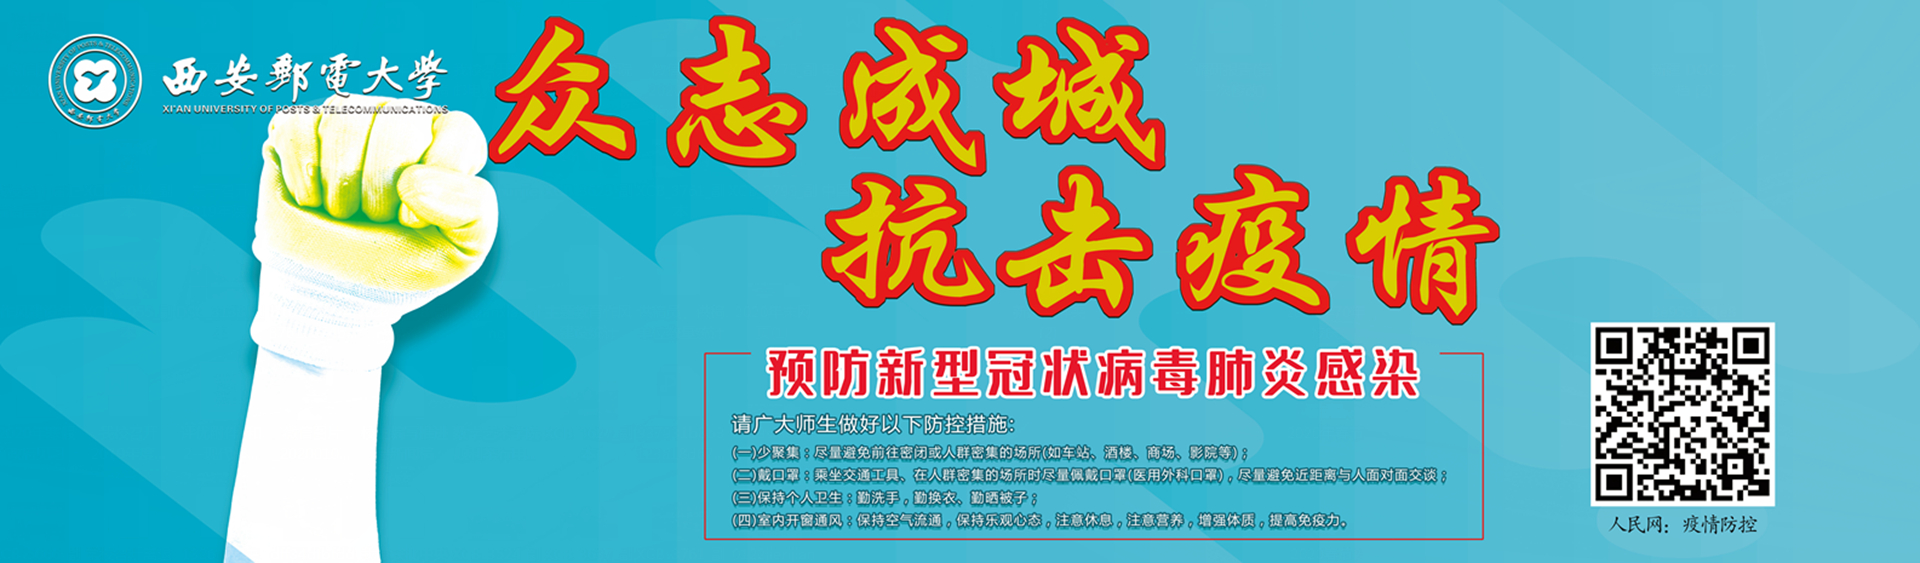 西安郵電大學
XI'AN UNIVERSITY OF POSTS & TELECOMMUNICATIONS
众志成城
抗击疫情
预防新型冠状病毒肺炎感染
请广大师生做好以下防控措施:
(一)少聚集：尽量避免前往密闭或人群密集的场所(如车站、酒楼、商场、影院等)；
(二)戴口罩：乘坐交通工具、在人群密集的场所时尽量佩戴口罩(医用外科口罩)，尽量避免近距离与人面对面交谈；
(三)保持个人卫生：勤洗手，勤换衣、勤晒被子；
(四)室内开窗通风：保持空气流通，保持乐观心态，注意休息，注意营养，增强体质，提高免疫力。
人民网：疫情防控